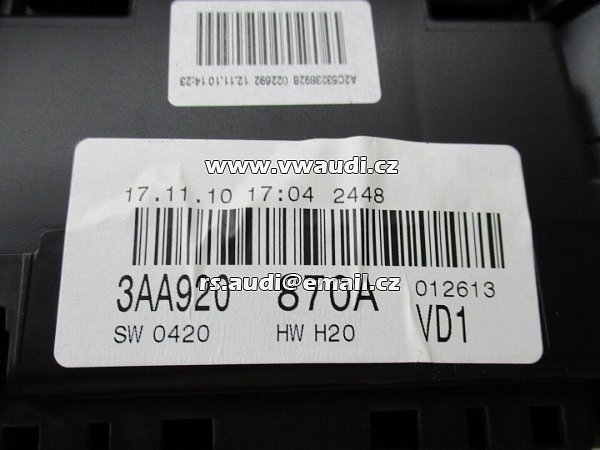 A2C53238928 022692 12.11.10 14:23
www.vwaudi.cz
17.11.10 17:04 2448
3AA920 870A 012613
rs.audi@email.cz
SW 0420 HW H20 VD1